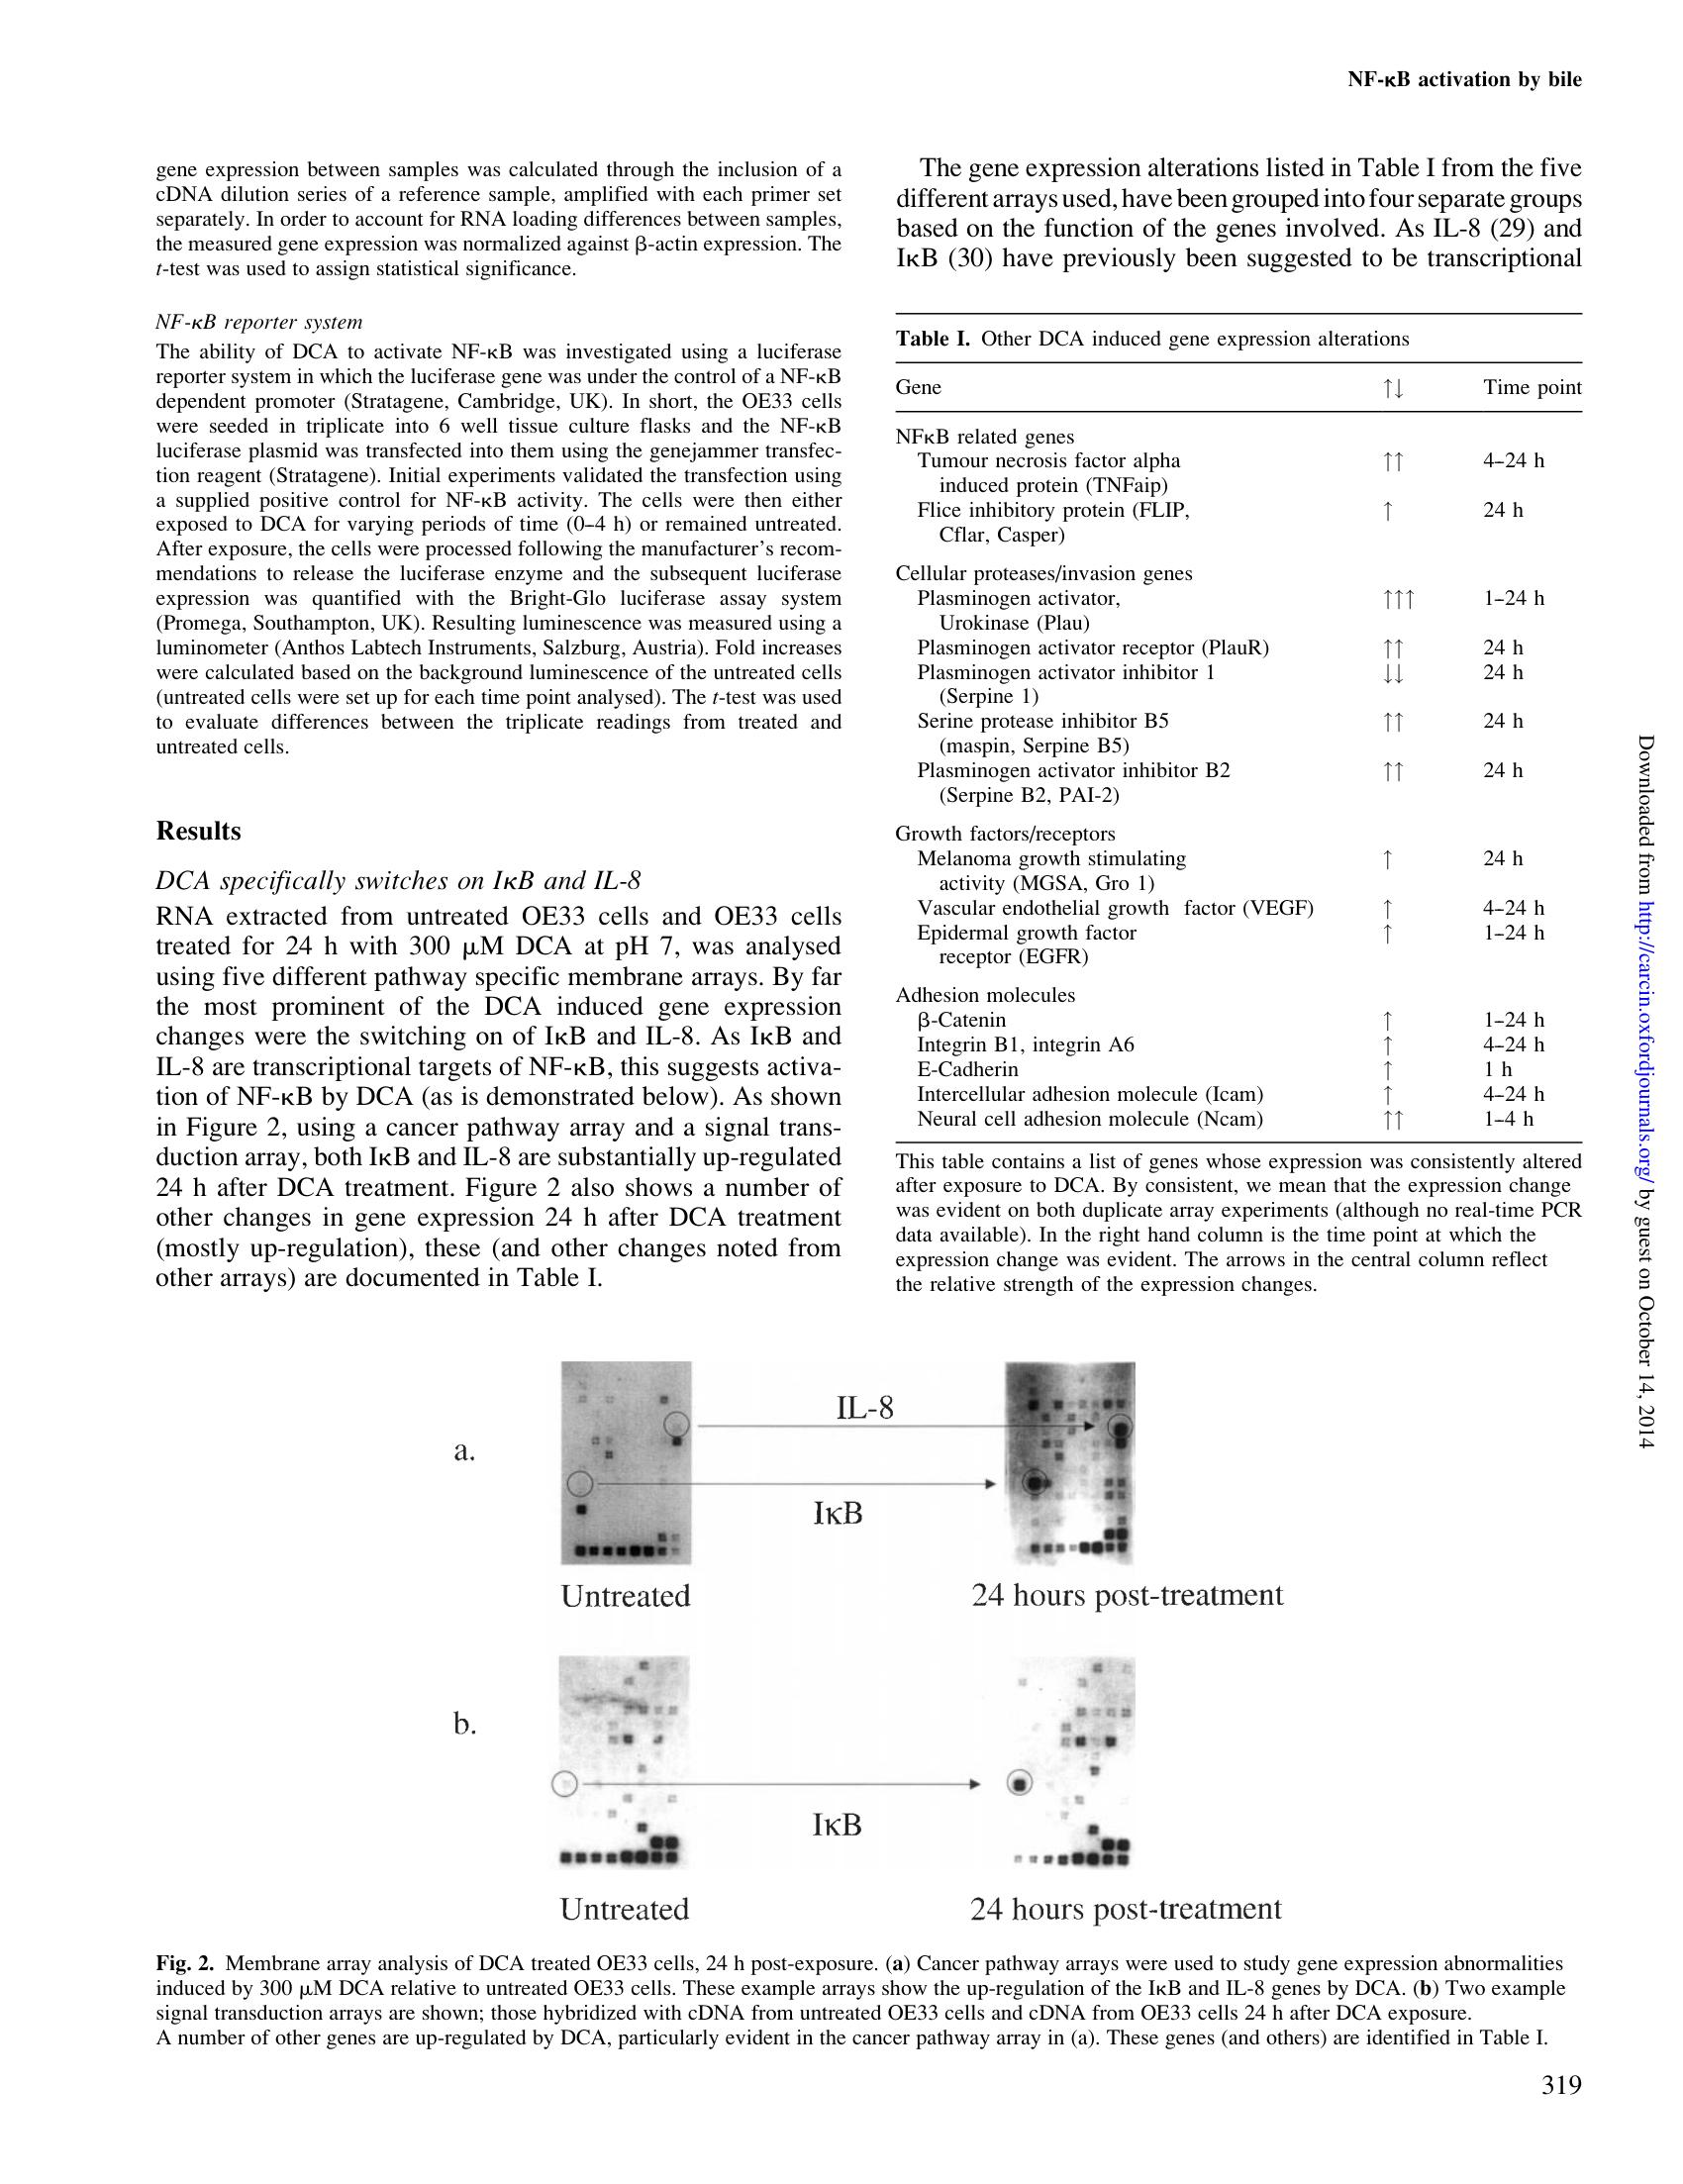 NF-κB activation by bile
gene expression between samples was calculated through the inclusion of a
cDNA dilution series of a reference sample, amplified with each primer set
separately. In order to account for RNA loading differences between samples,
the measured gene expression was normalized against β-actin expression. The
t-test was used to assign statistical significance.
NF-κB reporter system
The ability of DCA to activate NF-κB was investigated using a luciferase
reporter system in which the luciferase gene was under the control of a NF-κB
dependent promoter (Stratagene, Cambridge, UK). In short, the OE33 cells
were seeded in triplicate into 6 well tissue culture flasks and the NF-κB
luciferase plasmid was transfected into them using the genejammer transfec-
tion reagent (Stratagene). Initial experiments validated the transfection using
a supplied positive control for NF-κB activity. The cells were then either
exposed to DCA for varying periods of time (0–4 h) or remained untreated.
After exposure, the cells were processed following the manufacturer's recom-
mendations to release the luciferase enzyme and the subsequent luciferase
expression was quantified with the Bright-Glo luciferase assay system
(Promega, Southampton, UK). Resulting luminescence was measured using a
luminometer (Anthos Labtech Instruments, Salzburg, Austria). Fold increases
were calculated based on the background luminescence of the untreated cells
(untreated cells were set up for each time point analysed). The t-test was used
to evaluate differences between the triplicate readings from treated and
untreated cells.
Results
DCA specifically switches on IκB and IL-8
RNA extracted from untreated OE33 cells and OE33 cells
treated for 24 h with 300 μM DCA at pH 7, was analysed
using five different pathway specific membrane arrays. By far
the most prominent of the DCA induced gene expression
changes were the switching on of IκB and IL-8. As IκB and
IL-8 are transcriptional targets of NF-κB, this suggests activa-
tion of NF-κB by DCA (as is demonstrated below). As shown
in Figure 2, using a cancer pathway array and a signal trans-
duction array, both IκB and IL-8 are substantially up-regulated
24 h after DCA treatment. Figure 2 also shows a number of
other changes in gene expression 24 h after DCA treatment
(mostly up-regulation), these (and other changes noted from
other arrays) are documented in Table I.
The gene expression alterations listed in Table I from the five
different arrays used, have been grouped into four separate groups
based on the function of the genes involved. As IL-8 (29) and
IκB (30) have previously been suggested to be transcriptional
Table I. Other DCA induced gene expression alterations
Gene ↑↓ Time point
NFκB related genes
Tumour necrosis factor alpha ↑↑ 4–24 h
induced protein (TNFaip)
Flice inhibitory protein (FLIP, ↑ 24 h
Cflar, Casper)
Cellular proteases/invasion genes
Plasminogen activator, ↑↑↑ 1–24 h
Urokinase (Plau)
Plasminogen activator receptor (PlauR) ↑↑ 24 h
Plasminogen activator inhibitor 1 ↓↓ 24 h
(Serpine 1)
Serine protease inhibitor B5 ↑↑ 24 h
(maspin, Serpine B5)
Plasminogen activator inhibitor B2 ↑↑ 24 h
(Serpine B2, PAI-2)
Growth factors/receptors
Melanoma growth stimulating ↑ 24 h
activity (MGSA, Gro 1)
Vascular endothelial growth factor (VEGF) ↑ 4–24 h
Epidermal growth factor ↑ 1–24 h
receptor (EGFR)
Adhesion molecules
β-Catenin ↑ 1–24 h
Integrin B1, integrin A6 ↑ 4–24 h
E-Cadherin ↑ 1 h
Intercellular adhesion molecule (Icam) ↑ 4–24 h
Neural cell adhesion molecule (Ncam) ↑↑ 1–4 h
This table contains a list of genes whose expression was consistently altered
after exposure to DCA. By consistent, we mean that the expression change
was evident on both duplicate array experiments (although no real-time PCR
data available). In the right hand column is the time point at which the
expression change was evident. The arrows in the central column reflect
the relative strength of the expression changes.
a.
IL-8
IκB
Untreated
24 hours post-treatment
b.
IκB
Untreated
24 hours post-treatment
Fig. 2. Membrane array analysis of DCA treated OE33 cells, 24 h post-exposure. (a) Cancer pathway arrays were used to study gene expression abnormalities
induced by 300 μM DCA relative to untreated OE33 cells. These example arrays show the up-regulation of the IκB and IL-8 genes by DCA. (b) Two example
signal transduction arrays are shown; those hybridized with cDNA from untreated OE33 cells and cDNA from OE33 cells 24 h after DCA exposure.
A number of other genes are up-regulated by DCA, particularly evident in the cancer pathway array in (a). These genes (and others) are identified in Table I.
319
Downloaded from http://carcin.oxfordjournals.org/ by guest on October 14, 2014